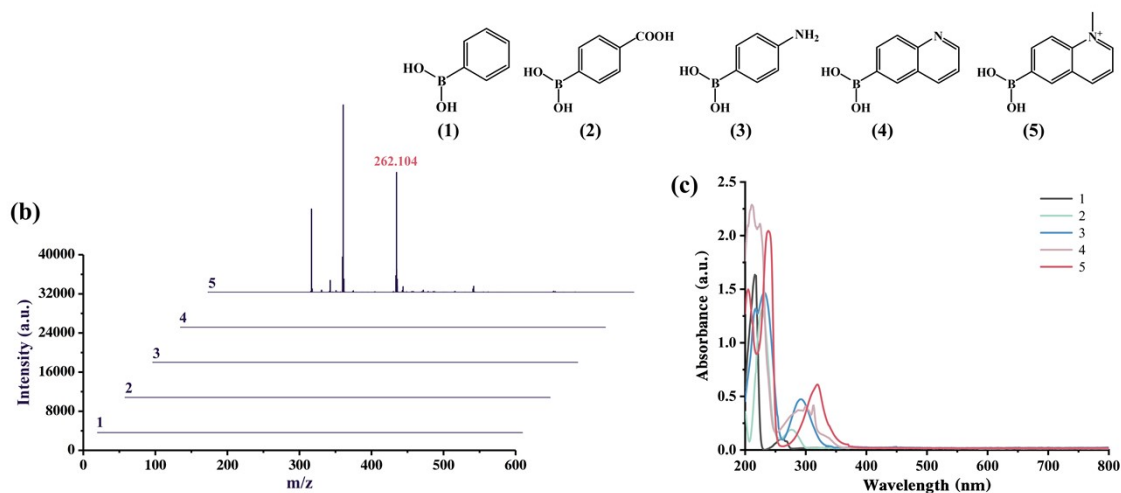 HO
B
OH
(1)
COOH
HO
B
OH
(2)
NH₂
HO
B
OH
(3)
N
HO
B
OH
(4)
N⁺
HO
B
OH
(5)
(b)
262.104
Intensity (a.u.)
40000
32000
24000
16000
8000
0
5
4
3
2
1
0 100 200 300 400 500 600
m/z
(c)
Absorbance (a.u.)
2.5
2.0
1.5
1.0
0.5
0.0
1
2
3
4
5
200 300 400 500 600 700 800
Wavelength (nm)